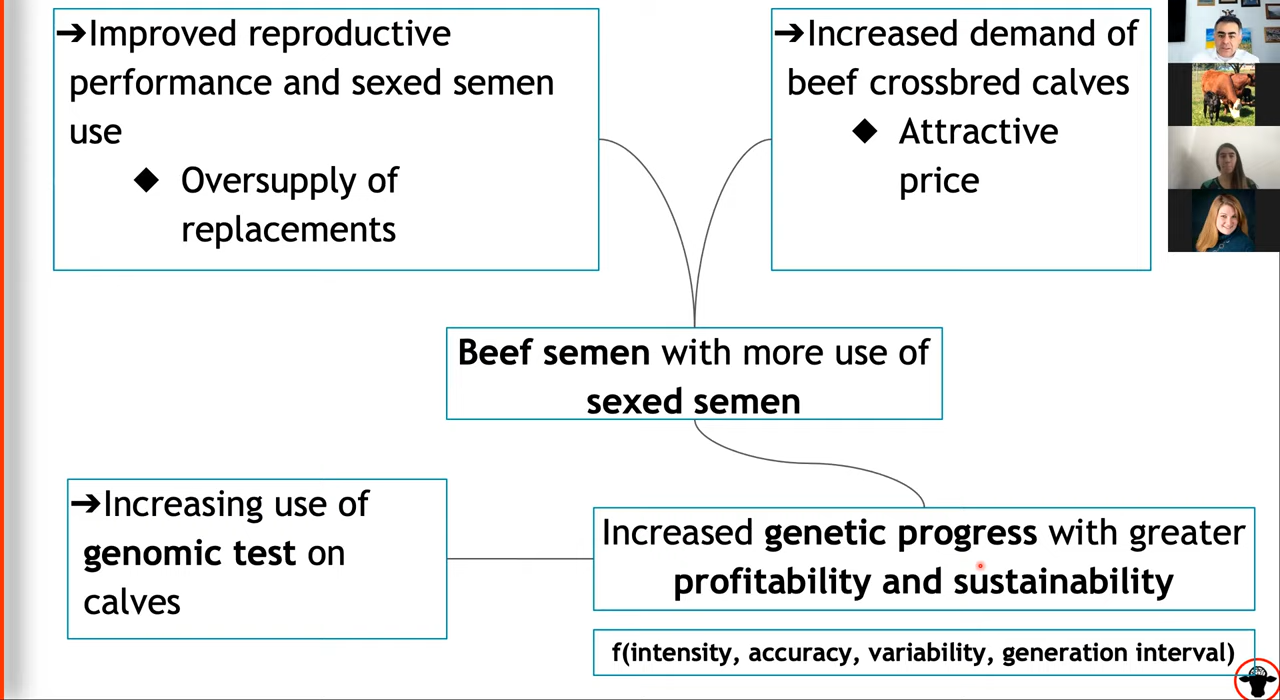 ➔Improved reproductive
performance and sexed semen
use
◆ Oversupply of
replacements
➔Increased demand of
beef crossbred calves
◆ Attractive
price
Beef semen with more use of
sexed semen
➔Increasing use of
genomic test on
calves
Increased genetic progress with greater
profitability and sustainability
f(intensity, accuracy, variability, generation interval)